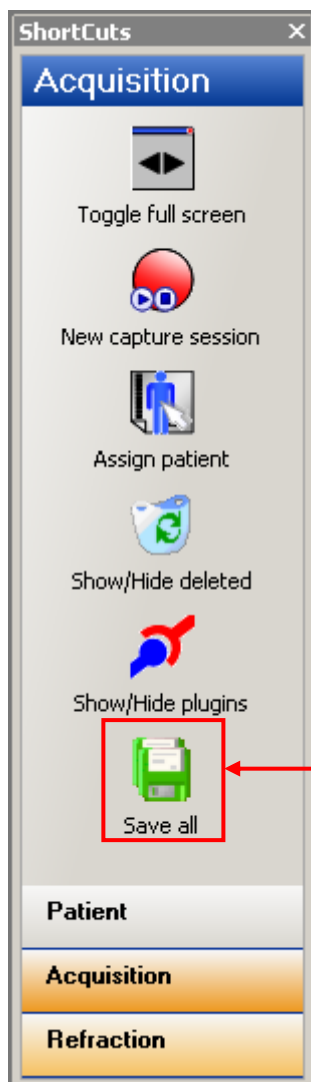 ShortCuts
Acquisition
Toggle full screen
New capture session
Assign patient
Show/Hide deleted
Show/Hide plugins
Save all
Patient
Acquisition
Refraction